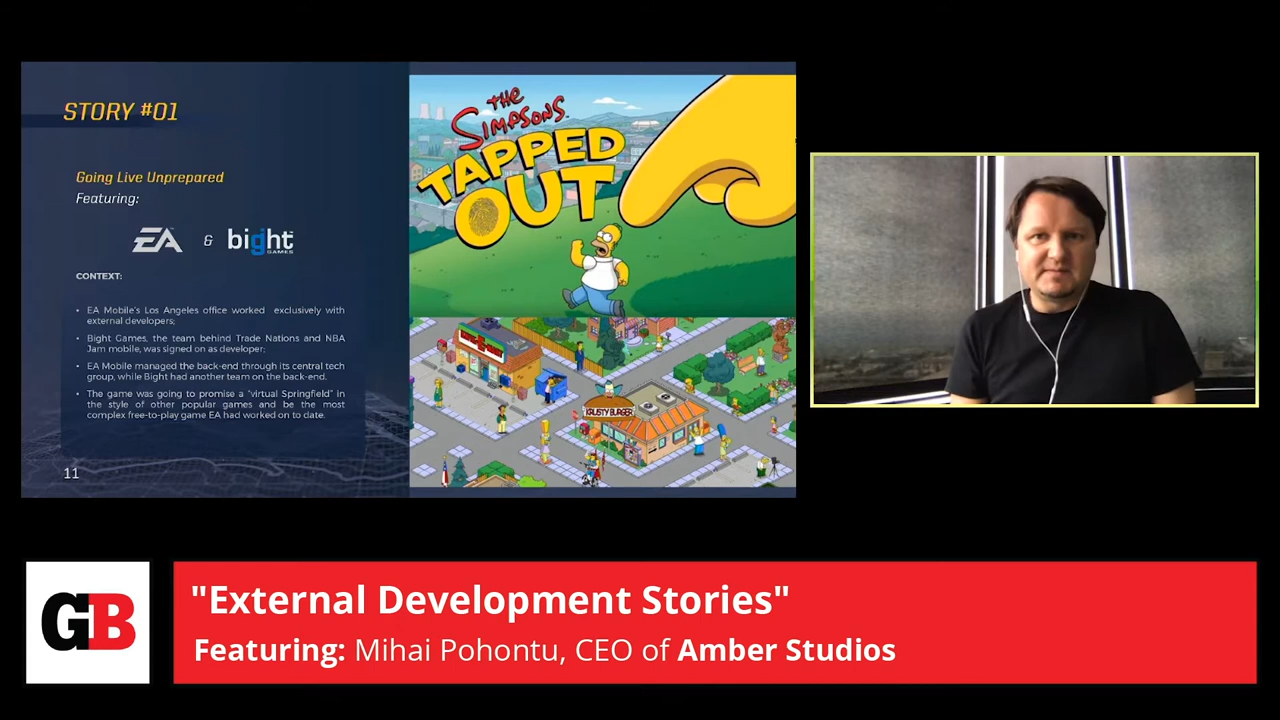 STORY #01
Going Live Unprepared
Featuring:
EA & bight
GAMES
CONTEXT:
• EA Mobile's Los Angeles office worked exclusively with
external developers;
• Bight Games, the team behind Trade Nations and NBA
Jam mobile, was signed on as developer;
• EA Mobile managed the back-end through its central tech
group, while Bight had another team on the back-end.
• The game was going to promise a "virtual Springfield" in
the style of other popular games and be the most
complex free-to-play game EA had worked on to date.
11
THE
SIMPSONS
TAPPED
OUT
KRUSTY BURGER
GB
"External Development Stories"
Featuring: Mihai Pohontu, CEO of Amber Studios